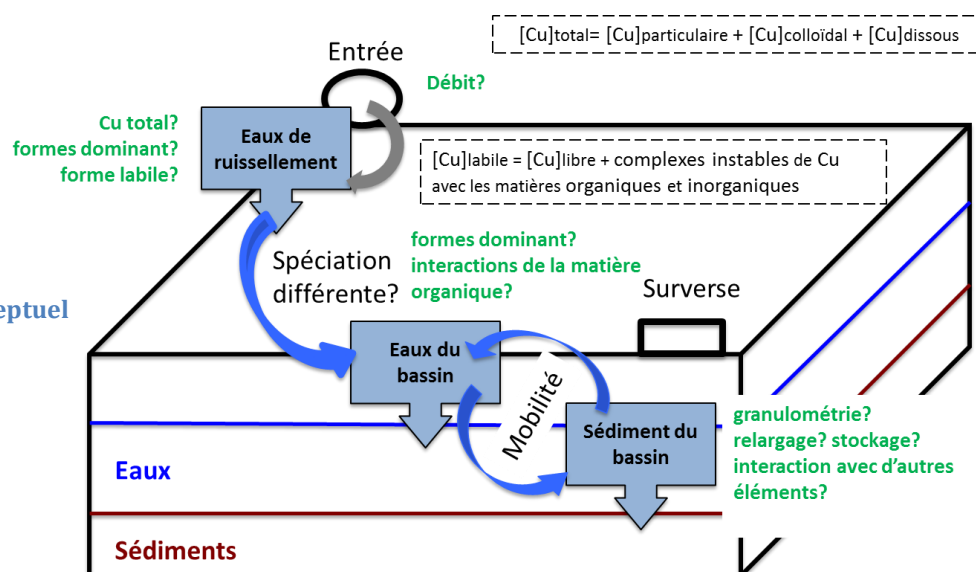 [Cu]total= [Cu]particulaire + [Cu]colloïdal + [Cu]dissous
Entrée
Débit?
Cu total?
formes dominant?
forme labile?
Eaux de
ruissellement
[Cu]labile = [Cu]libre + complexes instables de Cu
avec les matières organiques et inorganiques
formes dominant?
interactions de la matière
organique?
Spéciation
différente?
Surverse
eptuel
Eaux du
bassin
Mobilité
Sédiment du
bassin
granulométrie?
relargage? stockage?
interaction avec d'autres
éléments?
Eaux
Sédiments